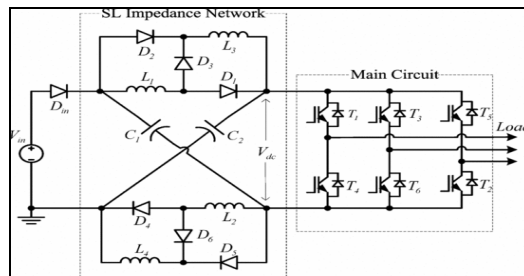 SL Impedance Network
D2
L3
D3
Main Circuit
L1
D1
Din
T1
T3
T5
C1
C2
Load
Vin
Vdc
T4
T6
T2
D4
L2
D6
L4
D5